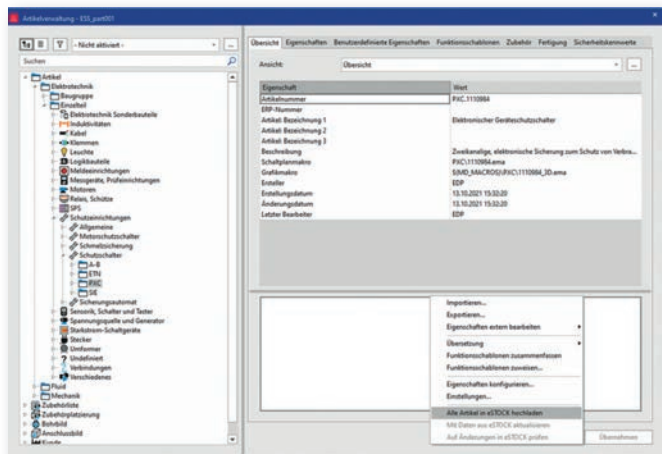 Artikelverwaltung - ESS_part001
- Nicht aktiviert -
...
Suchen
Artikel
Elektrotechnik
Baugruppe
Einzelteil
Elektrotechnik Sonderbauteile
Induktivitäten
Kabel
Klemmen
Leuchte
Logikbauteile
Meldeeinrichtungen
Messgeräte, Prüfeinrichtungen
Motoren
Relais, Schütze
SPS
Schutzeinrichtungen
Allgemeine
Motorschutzschalter
Schmelzsicherung
Schutzschalter
A-B
ETN
PXC
SIE
Sicherungsautomat
Sensorik, Schalter und Taster
Spannungsquelle und Generator
Starkstrom-Schaltgeräte
Stecker
Umformer
Undefiniert
Verbindungen
Verschiedenes
Fluid
Mechanik
Zubehörliste
Zubehörplatzierung
Bohrbild
Anschlussbild
Kunde
Übersicht Eigenschaften Benutzerdefinierte Eigenschaften Funktionsschablonen Zubehör Fertigung Sicherheitskennwerte
Ansicht: Übersicht ...
Eigenschaft Wert
Artikelnummer PXC.1110984
ERP-Nummer
Artikel: Bezeichnung 1 Elektronischer Geräteschutzschalter
Artikel: Bezeichnung 2
Artikel: Bezeichnung 3
Beschreibung Zweikanalige, elektronische Sicherung zum Schutz von Verbra...
Schaltplanmakro PXC\1110984.ema
Grafikmakro $(MD_MACROS)\PXC\1110984_3D.ema
Ersteller EDP
Erstellungsdatum 13.10.2021 15:32:20
Änderungsdatum 13.10.2021 15:32:20
Letzter Bearbeiter EDP
Importieren...
Exportieren...
Eigenschaften extern bearbeiten
Übersetzung
Funktionsschablonen zusammenfassen
Funktionsschablonen zuweisen...
Eigenschaften konfigurieren...
Einstellungen...
Alle Artikel in eSTOCK hochladen
Mit Daten aus eSTOCK aktualisieren
Auf Änderungen in eSTOCK prüfen
Übernehmen